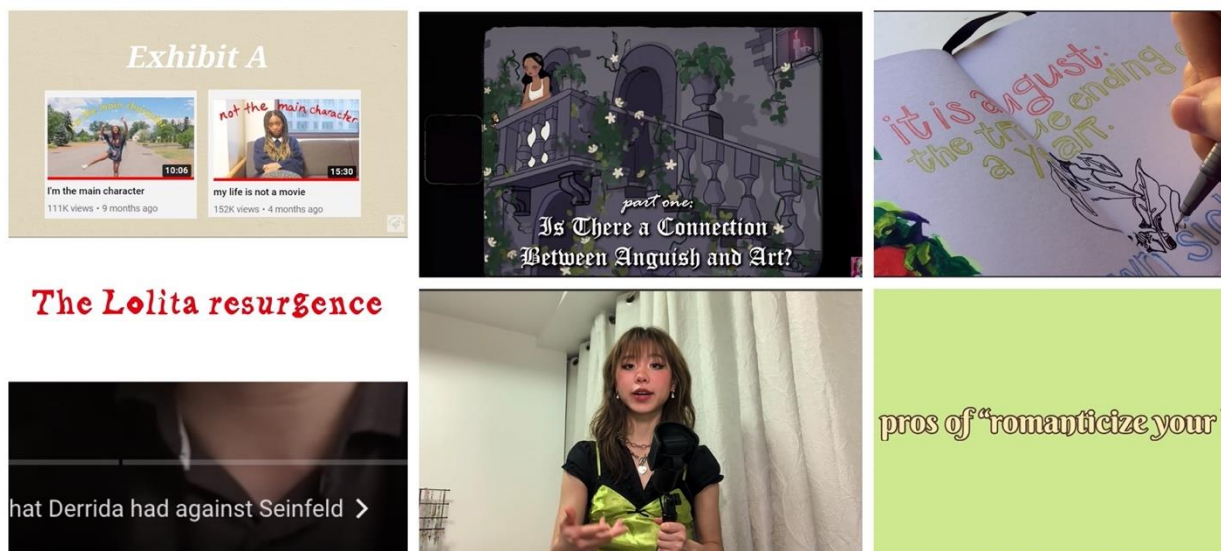 Exhibit A
the main character
10:06
I'm the main character
111K views • 9 months ago
not the main character
15:30
my life is not a movie
152K views • 4 months ago
part one:
Is There a Connection
Between Anguish and Art?
it is august:
the true ending
a year.
The Lolita resurgence
hat Derrida had against Seinfeld
pros of “romanticize your